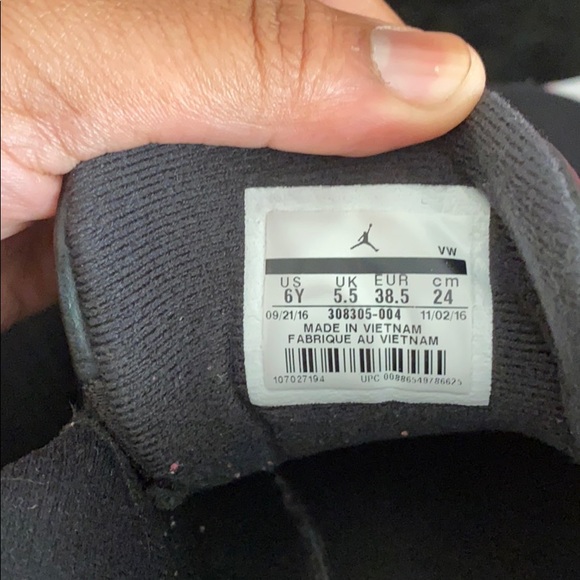 VW
US UK EUR cm
6Y 5.5 38.5 24
09/21/16 308305-004 11/02/16
MADE IN VIETNAM
FABRIQUE AU VIETNAM
107027194 UPC 00886549786625